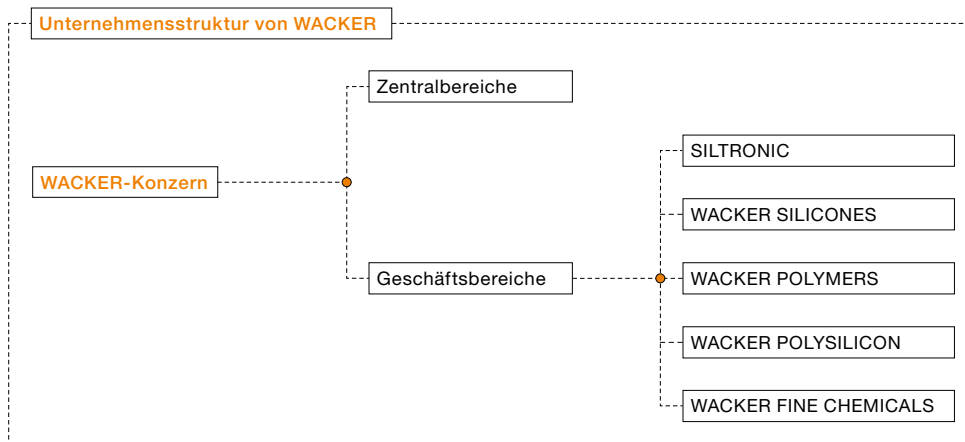 Unternehmensstruktur von WACKER
Zentralbereiche
SILTRONIC
WACKER-Konzern
WACKER SILICONES
Geschäftsbereiche
WACKER POLYMERS
WACKER POLYSILICON
WACKER FINE CHEMICALS